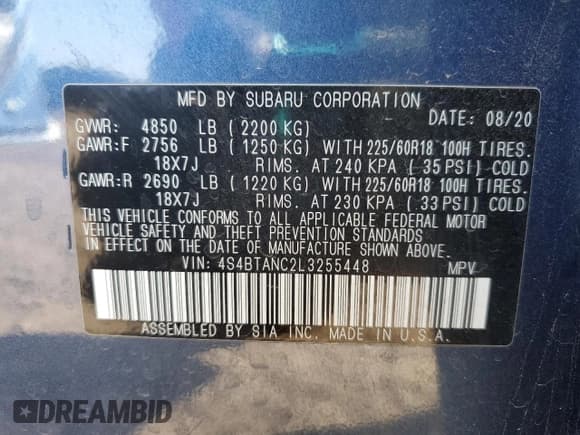 MFD BY SUBARU CORPORATION
DATE: 08/20
GVWR: 4850 LB (2200 KG)
GAWR:F 2756 LB (1250 KG) WITH 225/60R18 100H TIRES.
18X7J RIMS. AT 240 KPA (35 PSI) COLD
GAWR:R 2690 LB (1220 KG) WITH 225/60R18 100H TIRES.
18X7J RIMS. AT 230 KPA (33 PSI) COLD
THIS VEHICLE CONFORMS TO ALL APPLICABLE FEDERAL MOTOR
VEHICLE SAFETY AND THEFT PREVENTION STANDARDS
IN EFFECT ON THE DATE OF MANUFACTURE SHOWN ABOVE.
VIN: 4S4BTANC2L3255448 MPV
ASSEMBLED BY SIA INC. MADE IN U.S.A.
DREAMBID